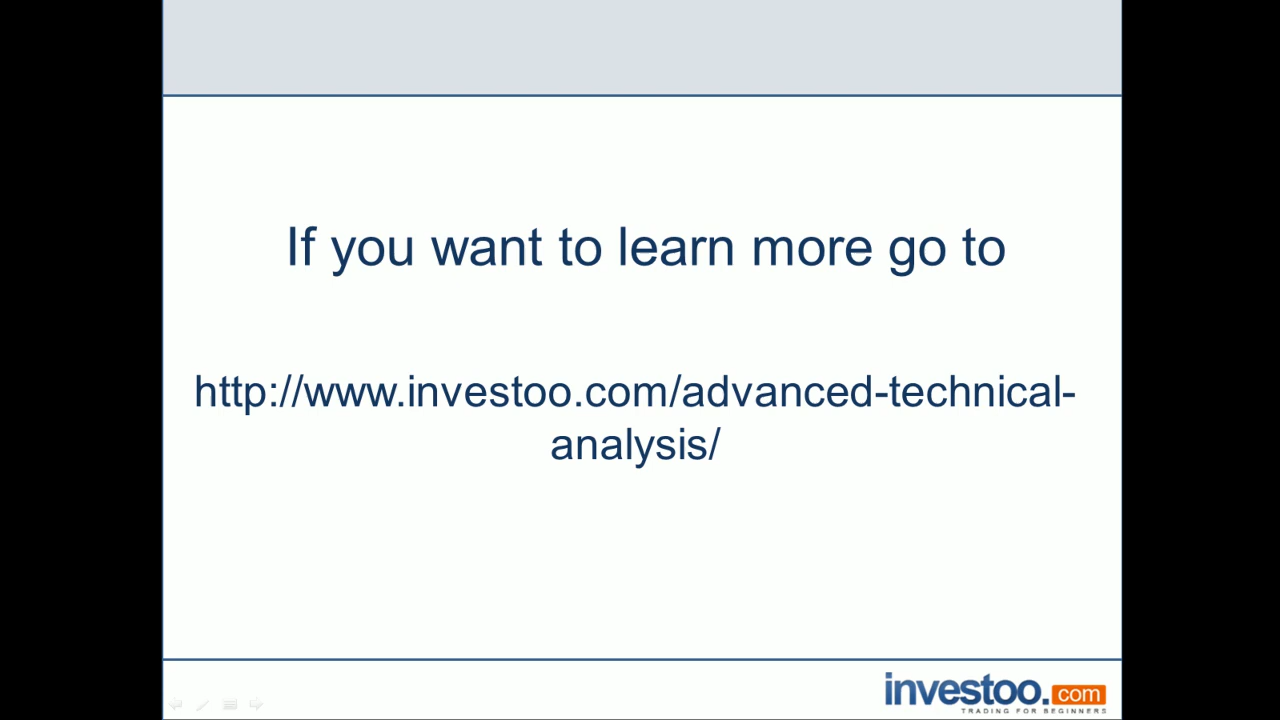 If you want to learn more go to
http://www.investoo.com/advanced-technical-
analysis/
investoo.com
TRADING FOR BEGINNERS